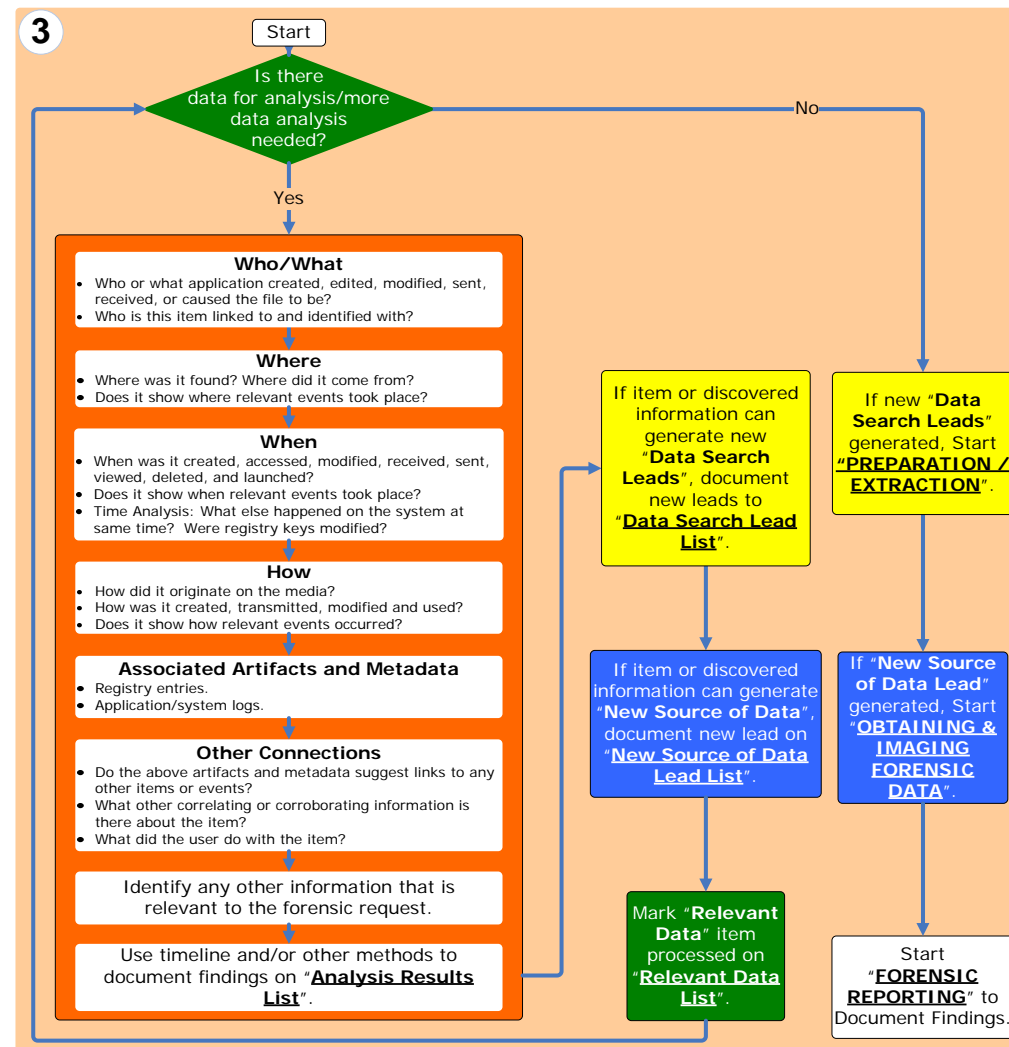 3
Start
Is there
data for analysis/more
data analysis
needed?
No
Yes
Who/What
• Who or what application created, edited, modified, sent,
received, or caused the file to be?
• Who is this item linked to and identified with?
Where
• Where was it found? Where did it come from?
• Does it show where relevant events took place?
When
• When was it created, accessed, modified, received, sent,
viewed, deleted, and launched?
• Does it show when relevant events took place?
• Time Analysis: What else happened on the system at
same time? Were registry keys modified?
How
• How did it originate on the media?
• How was it created, transmitted, modified and used?
• Does it show how relevant events occurred?
Associated Artifacts and Metadata
• Registry entries.
• Application/system logs.
Other Connections
• Do the above artifacts and metadata suggest links to any
other items or events?
• What other correlating or corroborating information is
there about the item?
• What did the user do with the item?
Identify any other information that is
relevant to the forensic request.
Use timeline and/or other methods to
document findings on “Analysis Results
List”.
If item or discovered
information can
generate new
“Data Search
Leads”, document
new leads to
“Data Search Lead
List”.
If item or discovered
information can generate
“New Source of Data”,
document new lead on
“New Source of Data
Lead List”.
Mark “Relevant
Data” item
processed on
“Relevant Data
List”.
If new “Data
Search Leads”
generated, Start
“PREPARATION /
EXTRACTION”.
If “New Source
of Data Lead”
generated, Start
“OBTAINING &
IMAGING
FORENSIC
DATA”.
Start
“FORENSIC
REPORTING” to
Document Findings.